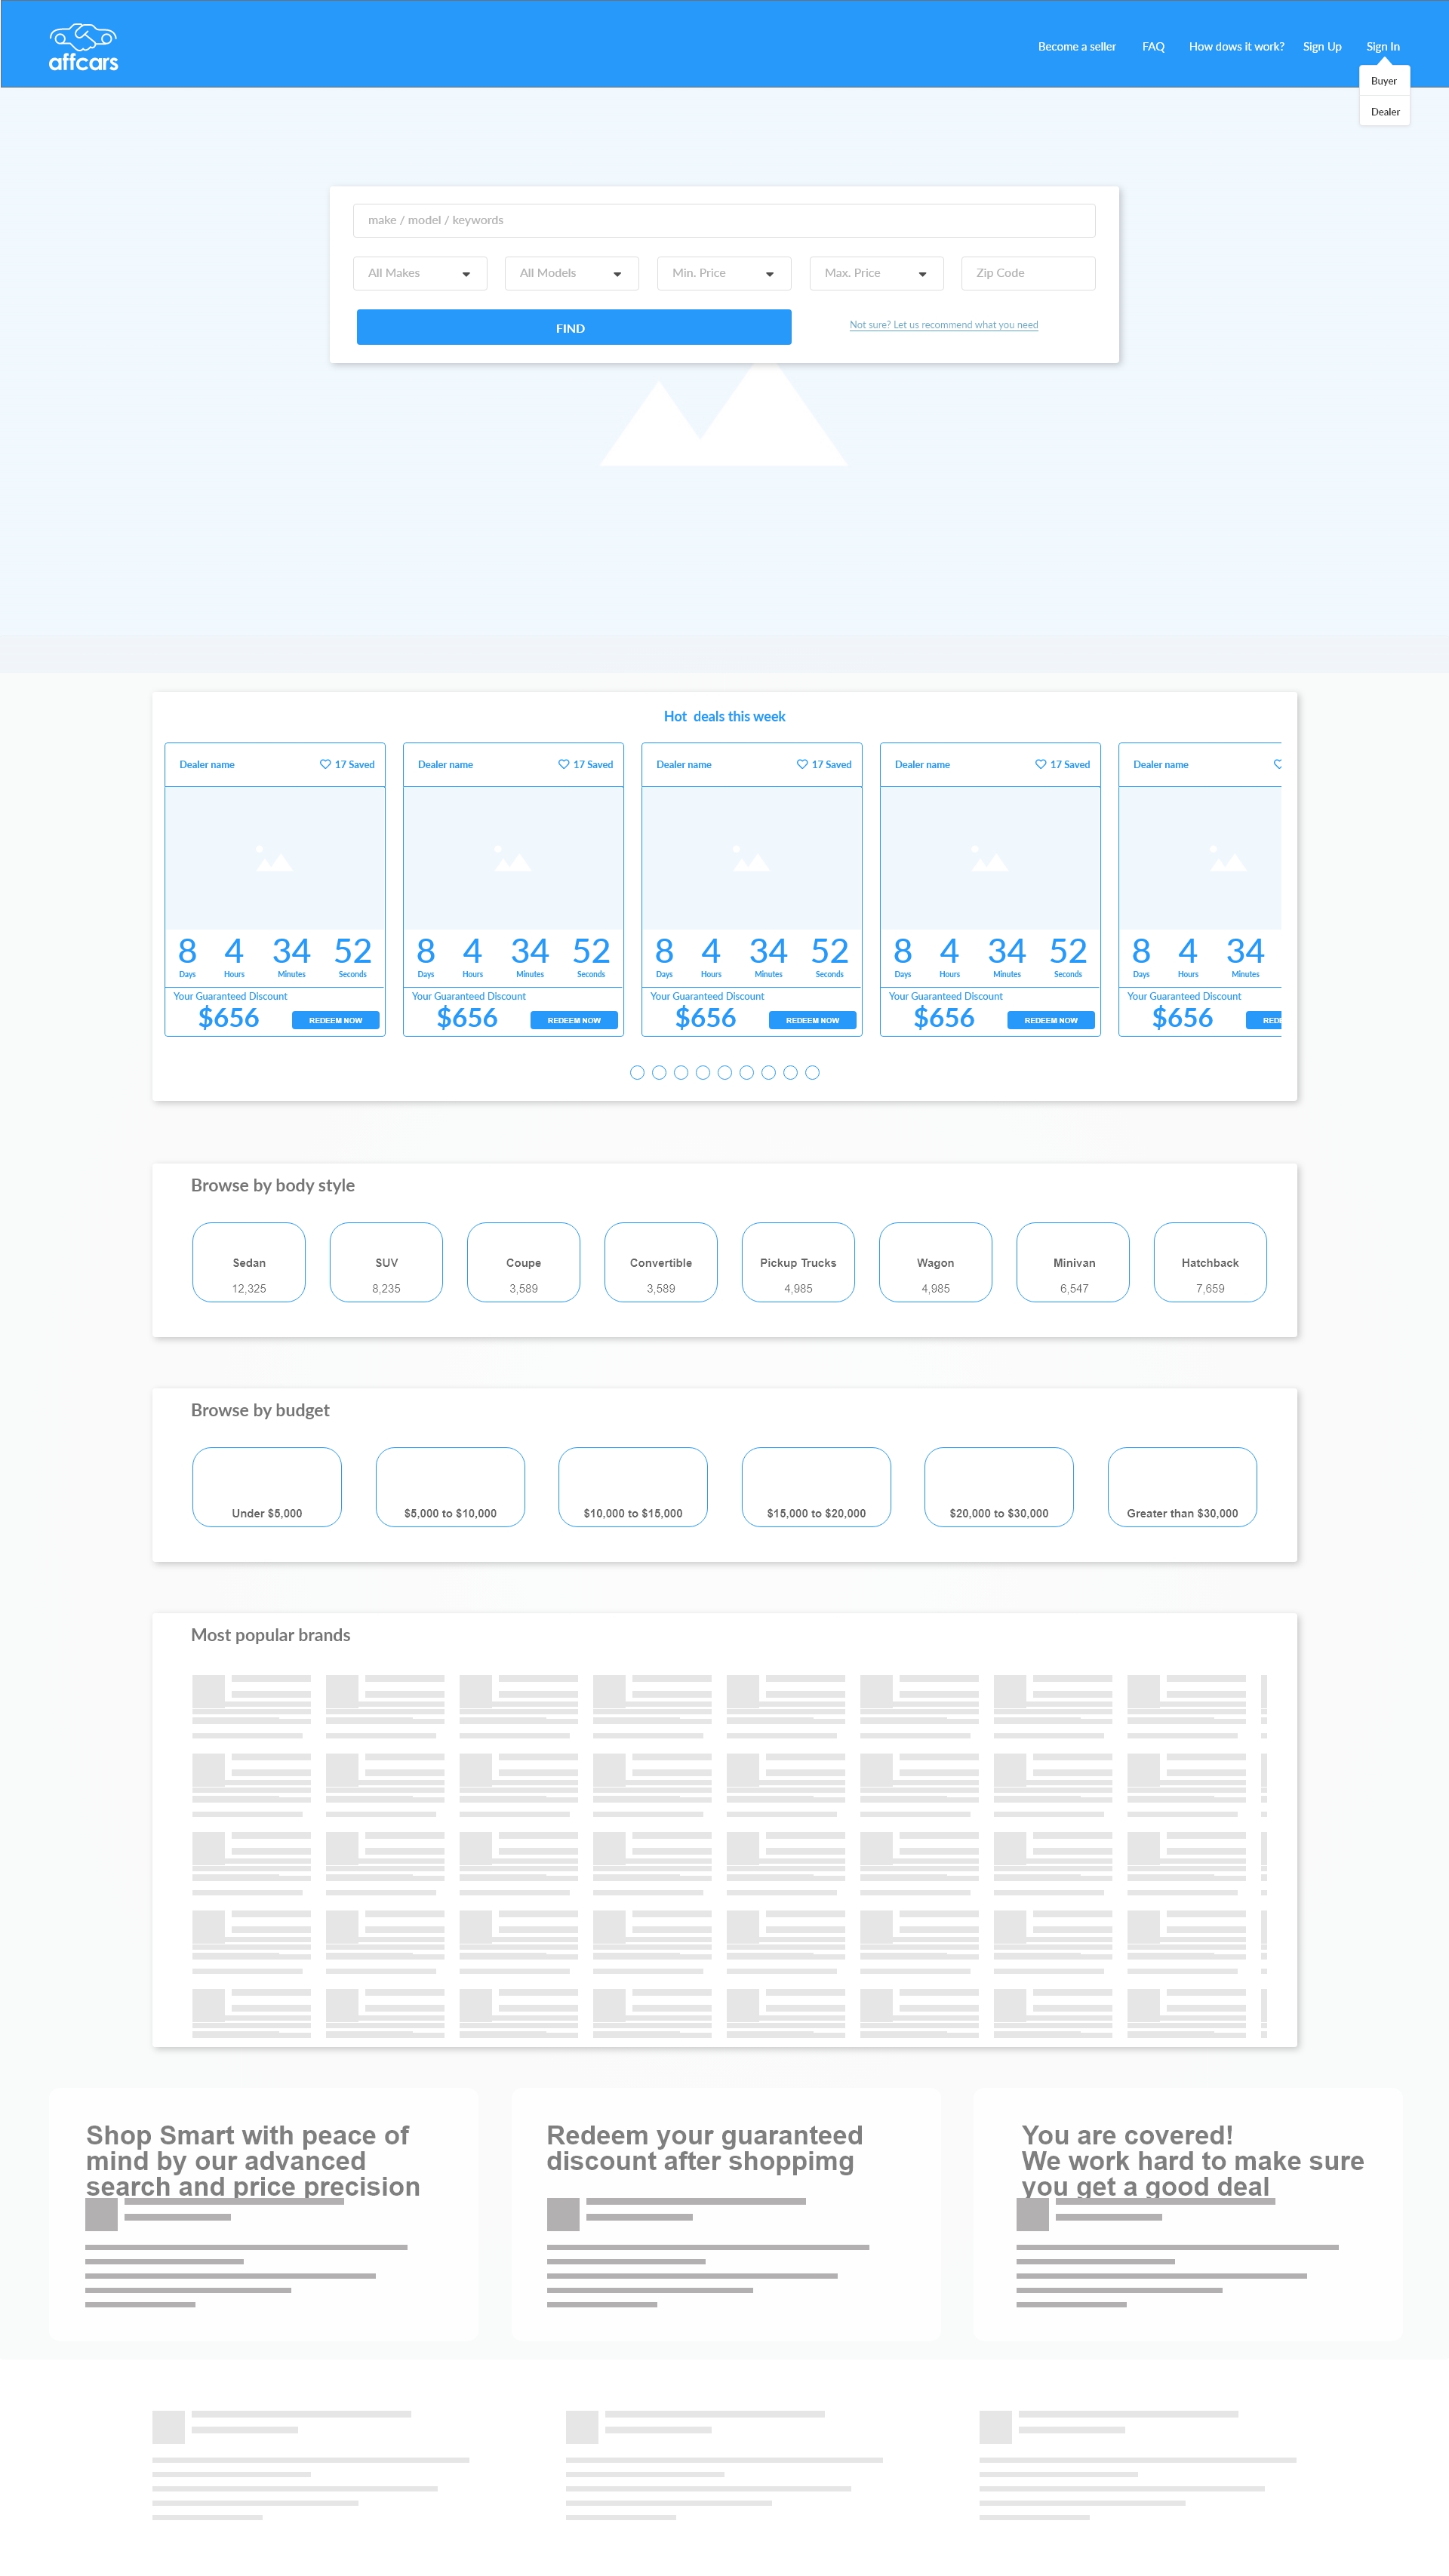 affcars
Become a seller FAQ How dows it work? Sign Up Sign In
Buyer
Dealer
make / model / keywords
All Makes All Models Min. Price Max. Price Zip Code
FIND Not sure? Let us recommend what you need
Hot deals this week
Dealer name 17 Saved Dealer name 17 Saved Dealer name 17 Saved Dealer name 17 Saved Dealer name
8 4 34 52 8 4 34 52 8 4 34 52 8 4 34 52 8 4 34
Days Hours Minutes Seconds Days Hours Minutes Seconds Days Hours Minutes Seconds Days Hours Minutes Seconds Days Hours Minutes
Your Guaranteed Discount Your Guaranteed Discount Your Guaranteed Discount Your Guaranteed Discount Your Guaranteed Discount
$656 REDEEM NOW $656 REDEEM NOW $656 REDEEM NOW $656 REDEEM NOW $656 REDE
Browse by body style
Sedan SUV Coupe Convertible Pickup Trucks Wagon Minivan Hatchback
12,325 8,235 3,589 3,589 4,985 4,985 6,547 7,659
Browse by budget
Under $5,000 $5,000 to $10,000 $10,000 to $15,000 $15,000 to $20,000 $20,000 to $30,000 Greater than $30,000
Most popular brands
Shop Smart with peace of
mind by our advanced
search and price precision
Redeem your guaranteed
discount after shoppimg
You are covered!
We work hard to make sure
you get a good deal